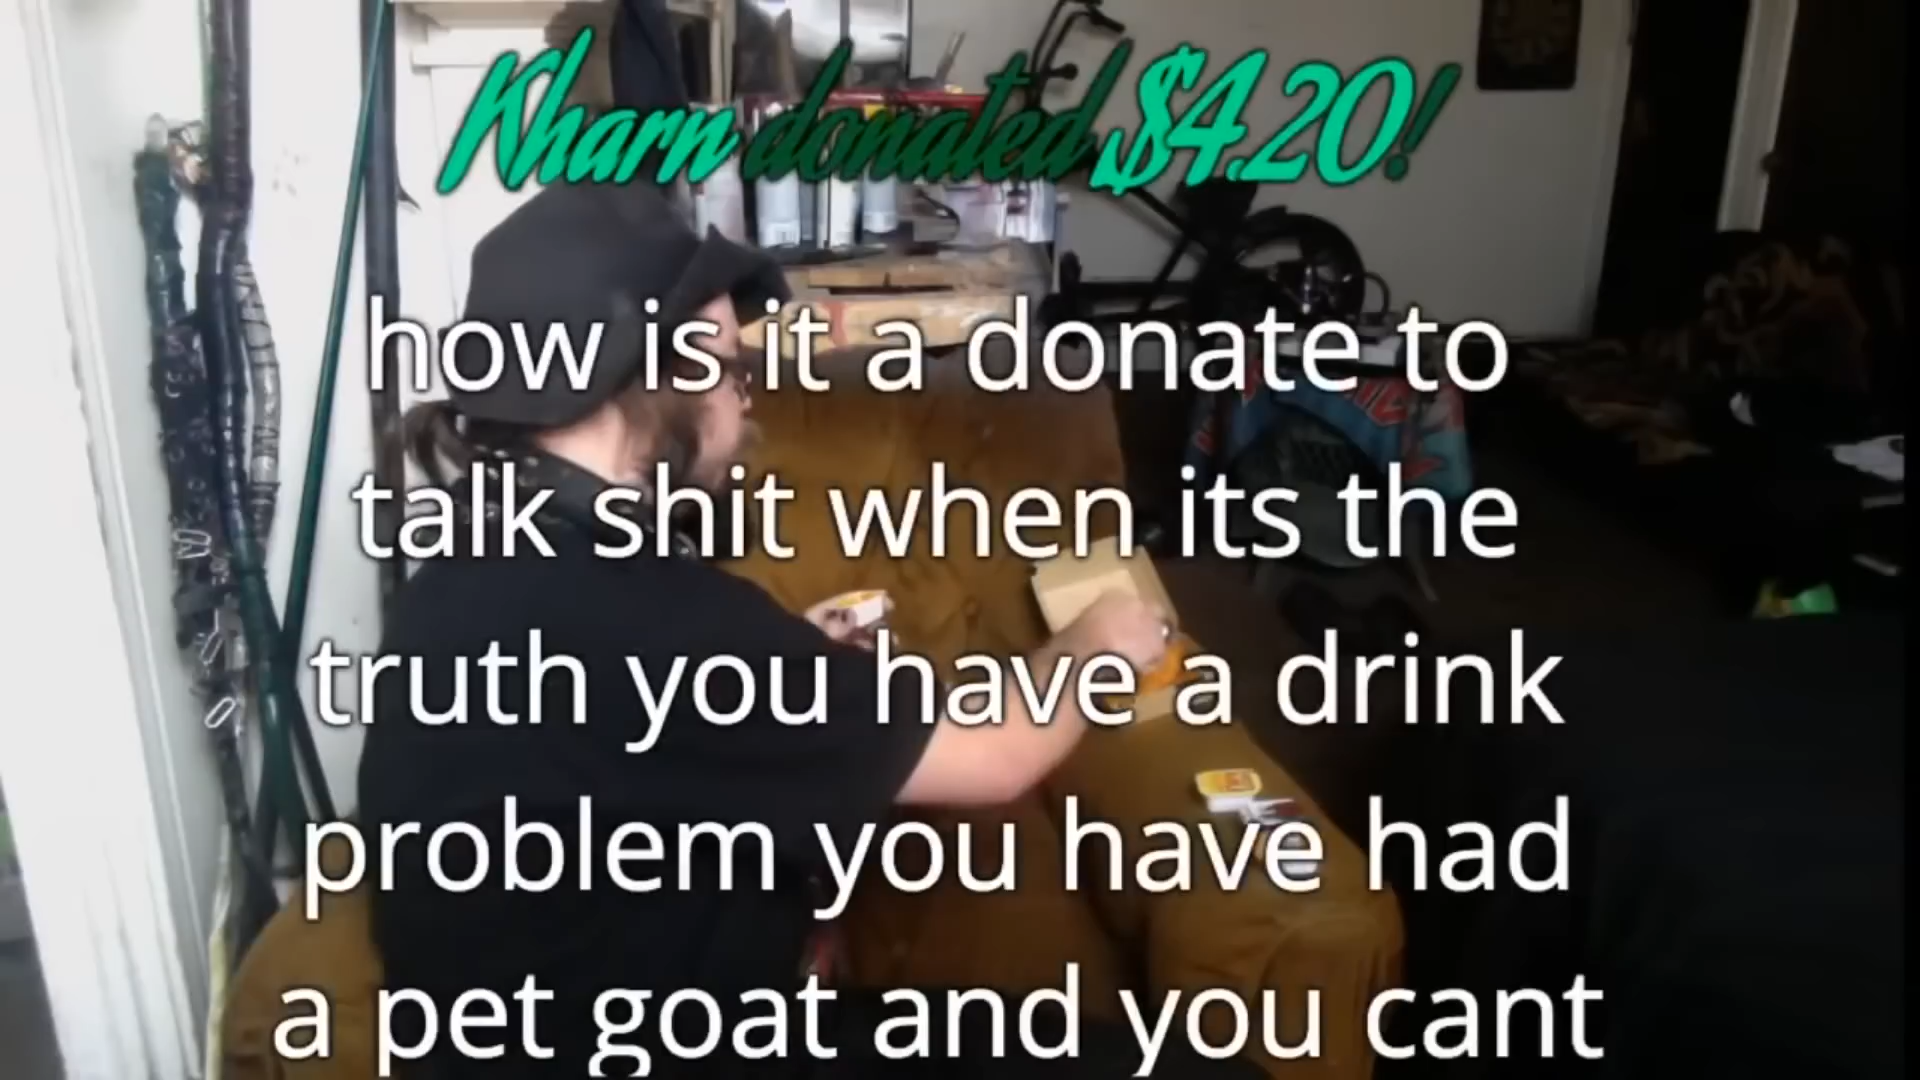 Kharn donated $4.20!
how is it a donate to
talk shit when its the
truth you have a drink
problem you have had
a pet goat and you cant